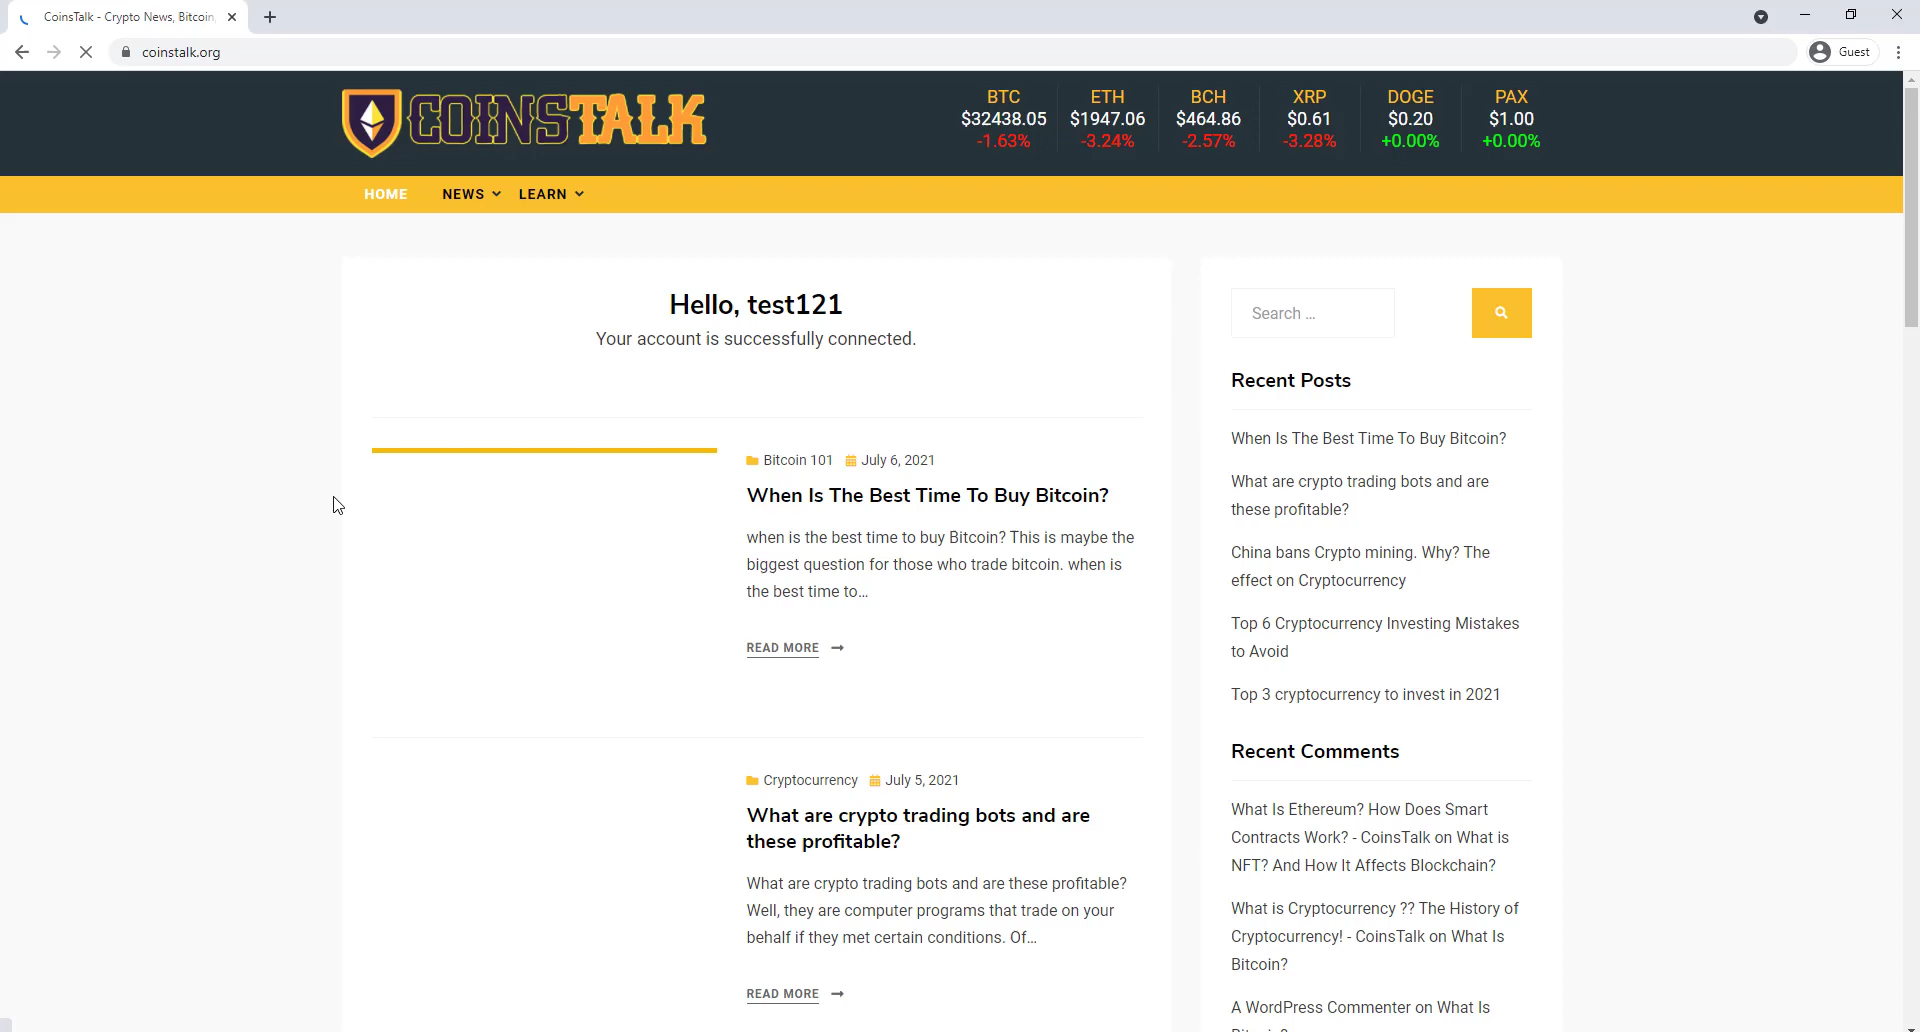 CoinsTalk - Crypto News, Bitcoin
coinstalk.org
Guest
COINSTALK
BTC
$32438.05
-1.63%
ETH
$1947.06
-3.24%
BCH
$464.86
-2.57%
XRP
$0.61
-3.28%
DOGE
$0.20
+0.00%
PAX
$1.00
+0.00%
HOME
NEWS
LEARN
Hello, test121
Your account is successfully connected.
Bitcoin 101
July 6, 2021
When Is The Best Time To Buy Bitcoin?
when is the best time to buy Bitcoin? This is maybe the
biggest question for those who trade bitcoin. when is
the best time to...
READ MORE
Cryptocurrency
July 5, 2021
What are crypto trading bots and are
these profitable?
What are crypto trading bots and are these profitable?
Well, they are computer programs that trade on your
behalf if they met certain conditions. Of...
READ MORE
Search ...
Recent Posts
When Is The Best Time To Buy Bitcoin?
What are crypto trading bots and are
these profitable?
China bans Crypto mining. Why? The
effect on Cryptocurrency
Top 6 Cryptocurrency Investing Mistakes
to Avoid
Top 3 cryptocurrency to invest in 2021
Recent Comments
What Is Ethereum? How Does Smart
Contracts Work? - CoinsTalk on What is
NFT? And How It Affects Blockchain?
What is Cryptocurrency ?? The History of
Cryptocurrency! - CoinsTalk on What Is
Bitcoin?
A WordPress Commenter on What Is
Bitcoin?